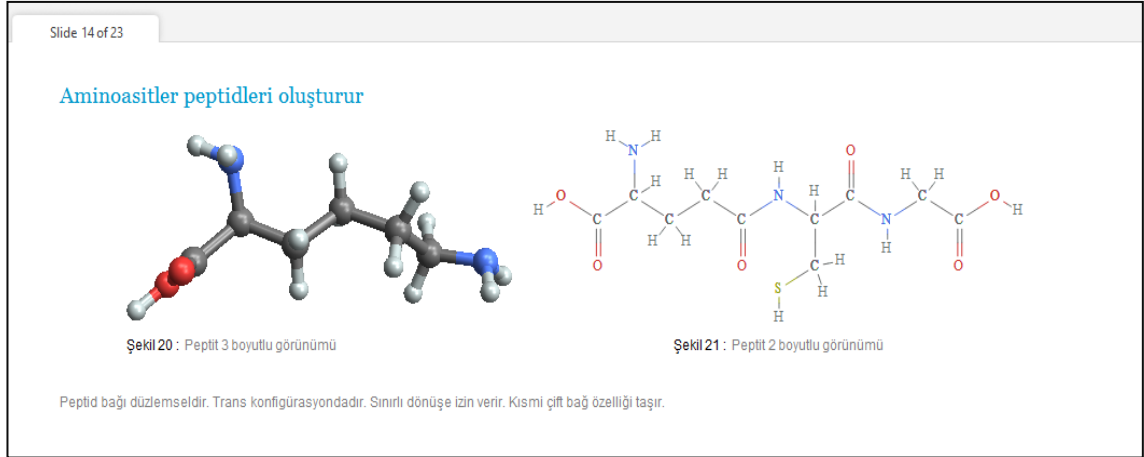 Slide 14 of 23
Aminoasitler peptidleri oluşturur
H H
N O
H H H H H H H
H O C C C N C C C O H
C C N
H H H
O O C H O
S H
H
Şekil 20 : Peptit 3 boyutlu görünümü
Şekil 21 : Peptit 2 boyutlu görünümü
Peptid bağı düzlemseldir. Trans konfigürasyondadır. Sınırlı dönüşe izin verir. Kısmi çift bağ özelliği taşır.